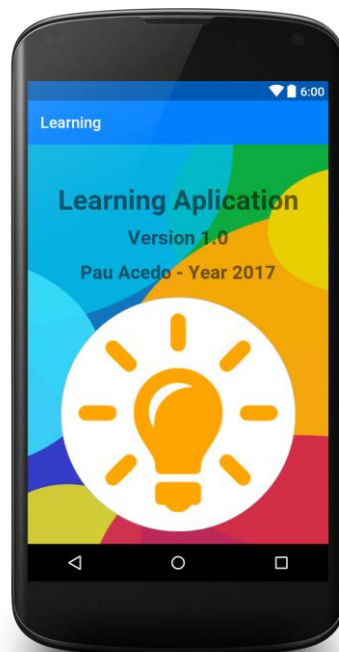 6:00
Learning
Learning Aplication
Version 1.0
Pau Acedo - Year 2017